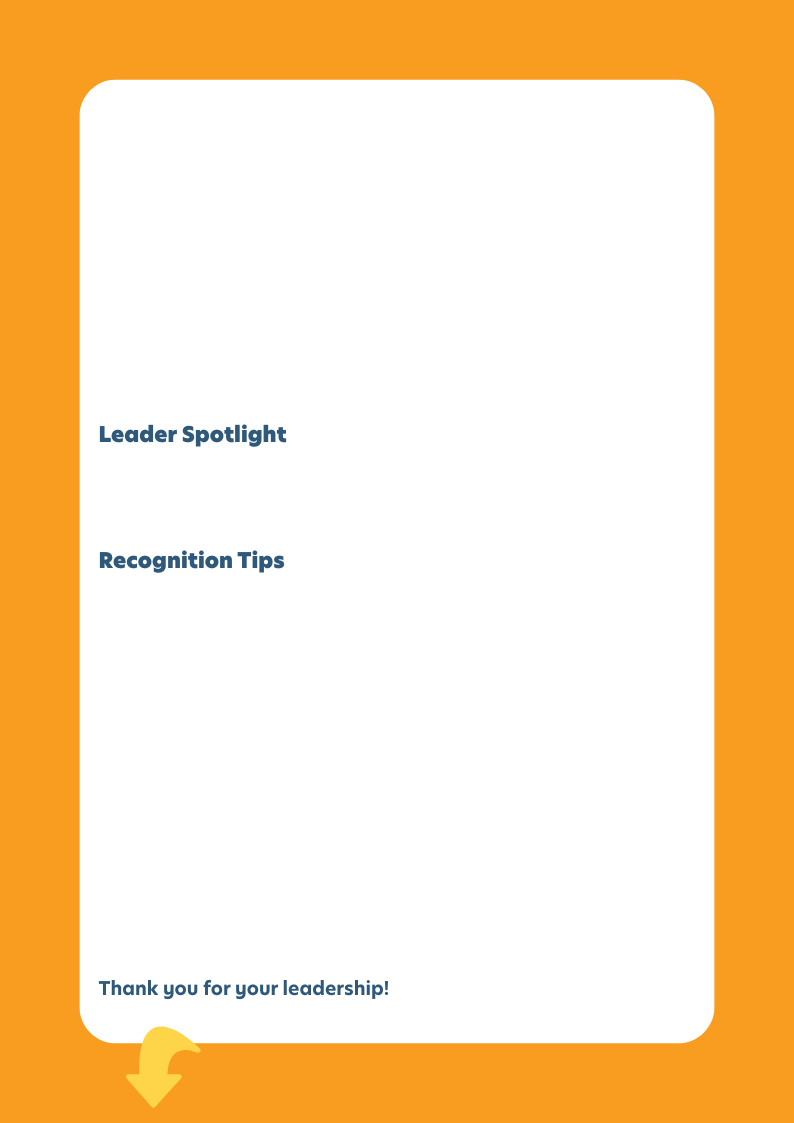 Leader Spotlight
Recognition Tips
Thank you for your leadership!